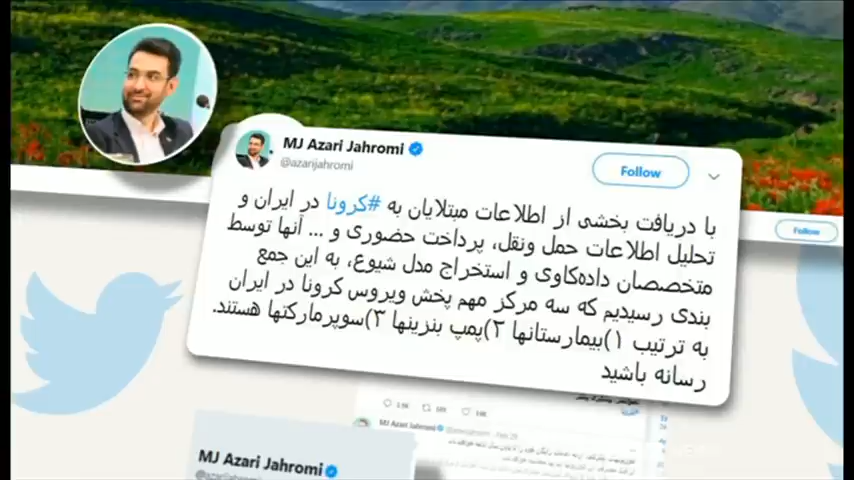 MJ Azari Jahromi
@azarijahromi
Follow
با دریافت بخشی از اطلاعات مبتلایان به #کرونا در ایران و
تحلیل اطلاعات حمل ونقل، پرداخت حضوری و ... آنها توسط
متخصصان داده‌کاوی و استخراج مدل شیوع، به این جمع
بندی رسیدیم که سه مرکز مهم پخش ویروس کرونا در ایران
به ترتیب ۱)بیمارستانها ۲)پمپ بنزینها ۳)سوپرمارکتها هستند.
رسانه باشید
Follow
MJ Azari Jahromi
MJ Azari Jahromi
@azarijahromi